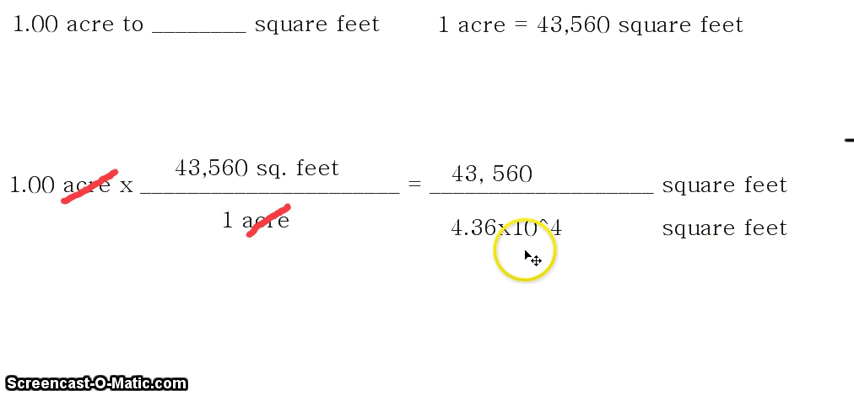 1.00 acre to ________ square feet 1 acre = 43,560 square feet
43,560 sq. feet 43, 560
1.00 acre x ______________________ = ___________________ square feet
1 acre 4.36x10^4 square feet
Screencast-O-Matic.com